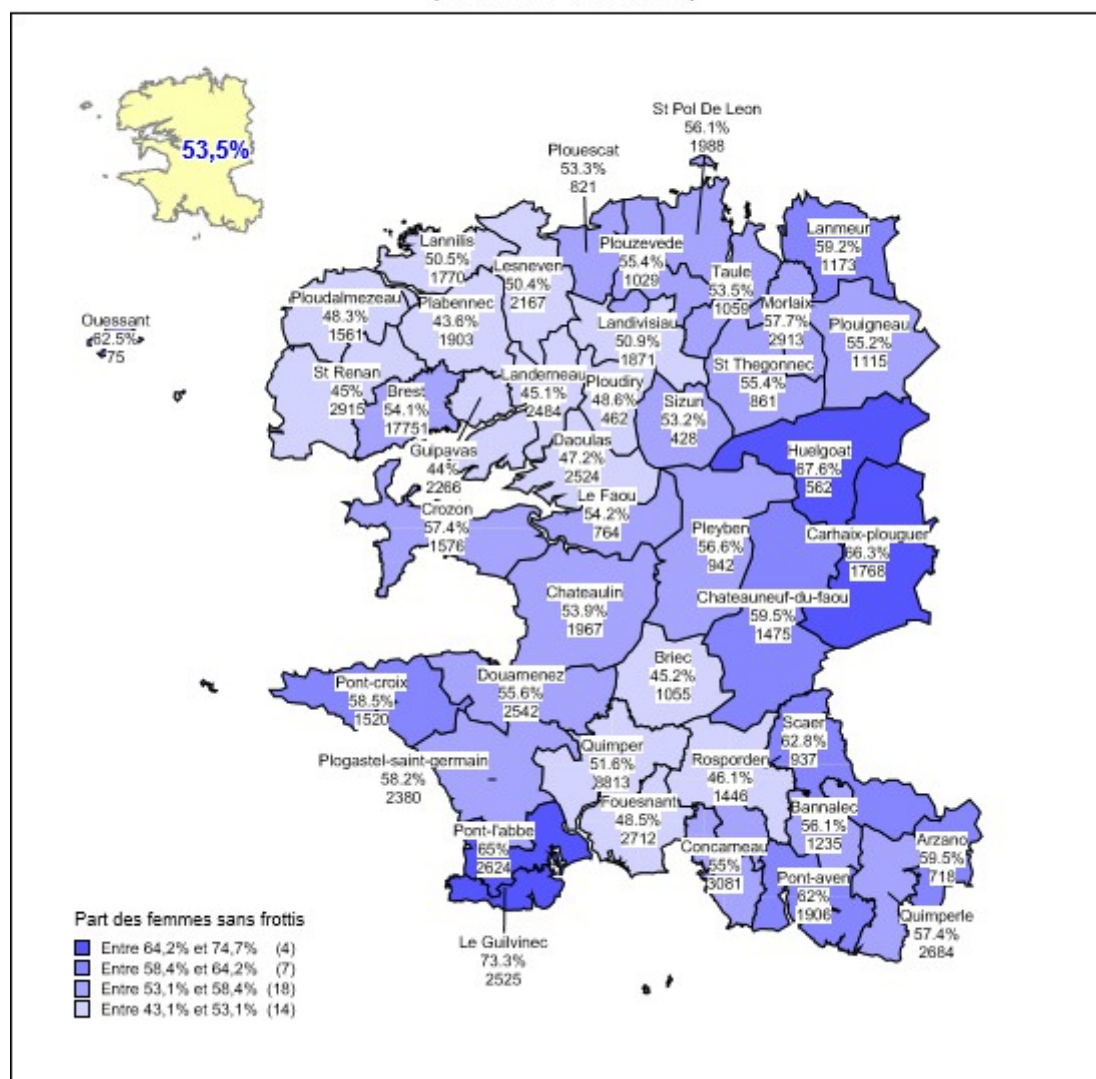 53,5%
St Pol De Leon
56.1%
1988
Plouescat
53.3%
821
Lanmeur
59.2%
1173
Lannilis
50.5%
1770
Plouzevede
55.4%
1029
Lesneven
50.4%
2167
Taule
53.5%
1059
Ploudalmezeau
48.3%
1561
Plabennec
43.6%
1903
Morlaix
57.7%
2913
Ouessant
62.5%
75
Landivisiau
50.9%
1871
Plouigneau
55.2%
1115
St Renan
45%
2915
Landerneau
45.1%
2484
Ploudiry
48.6%
462
St Thegonnec
55.4%
861
Brest
54.1%
17751
Sizun
53.2%
428
Guipavas
44%
2266
Daoulas
47.2%
2524
Huelgoat
67.6%
562
Le Faou
54.2%
764
Crozon
57.4%
1576
Pleyben
56.6%
942
Carhaix-plouguer
66.3%
1768
Chateaulin
53.9%
1967
Chateauneuf-du-faou
59.5%
1475
Briec
45.2%
1055
Pont-croix
58.5%
1520
Douarnenez
55.6%
2542
Scaer
62.8%
937
Plogastel-saint-germain
58.2%
2380
Quimper
51.6%
8813
Rosporden
46.1%
1446
Fouesnant
48.5%
2712
Bannalec
56.1%
1235
Pont-l'abbe
65%
2624
Concarneau
55%
3081
Arzano
59.5%
718
Pont-aven
62%
1906
Quimperle
57.4%
2684
Le Guilvinec
73.3%
2525
Part des femmes sans frottis
Entre 64,2% et 74,7% (4)
Entre 58,4% et 64,2% (7)
Entre 53,1% et 58,4% (18)
Entre 43,1% et 53,1% (14)